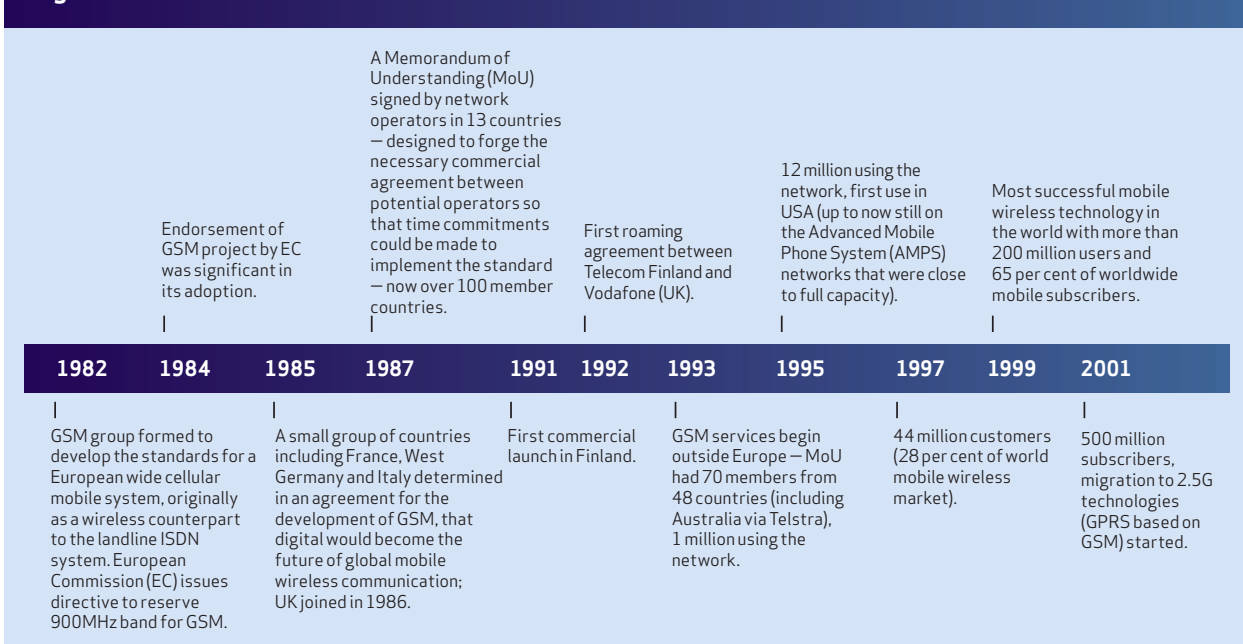 A Memorandum of
Understanding (MoU)
signed by network
operators in 13 countries
— designed to forge the
necessary commercial
agreement between
potential operators so
that time commitments
could be made to
implement the standard
— now over 100 member
countries.
Endorsement of
GSM project by EC
was significant in
its adoption.
First roaming
agreement between
Telecom Finland and
Vodafone (UK).
12 million using the
network, first use in
USA (up to now still on
the Advanced Mobile
Phone System (AMPS)
networks that were close
to full capacity).
Most successful mobile
wireless technology in
the world with more than
200 million users and
65 per cent of worldwide
mobile subscribers.
1982 1984 1985 1987 1991 1992 1993 1995 1997 1999 2001
GSM group formed to
develop the standards for a
European wide cellular
mobile system, originally
as a wireless counterpart
to the landline ISDN
system. European
Commission (EC) issues
directive to reserve
900MHz band for GSM.
A small group of countries
including France, West
Germany and Italy determined
in an agreement for the
development of GSM, that
digital would become the
future of global mobile
wireless communication;
UK joined in 1986.
First commercial
launch in Finland.
GSM services begin
outside Europe — MoU
had 70 members from
48 countries (including
Australia via Telstra),
1 million using the
network.
44 million customers
(28 per cent of world
mobile wireless
market).
500 million
subscribers,
migration to 2.5G
technologies
(GPRS based on
GSM) started.